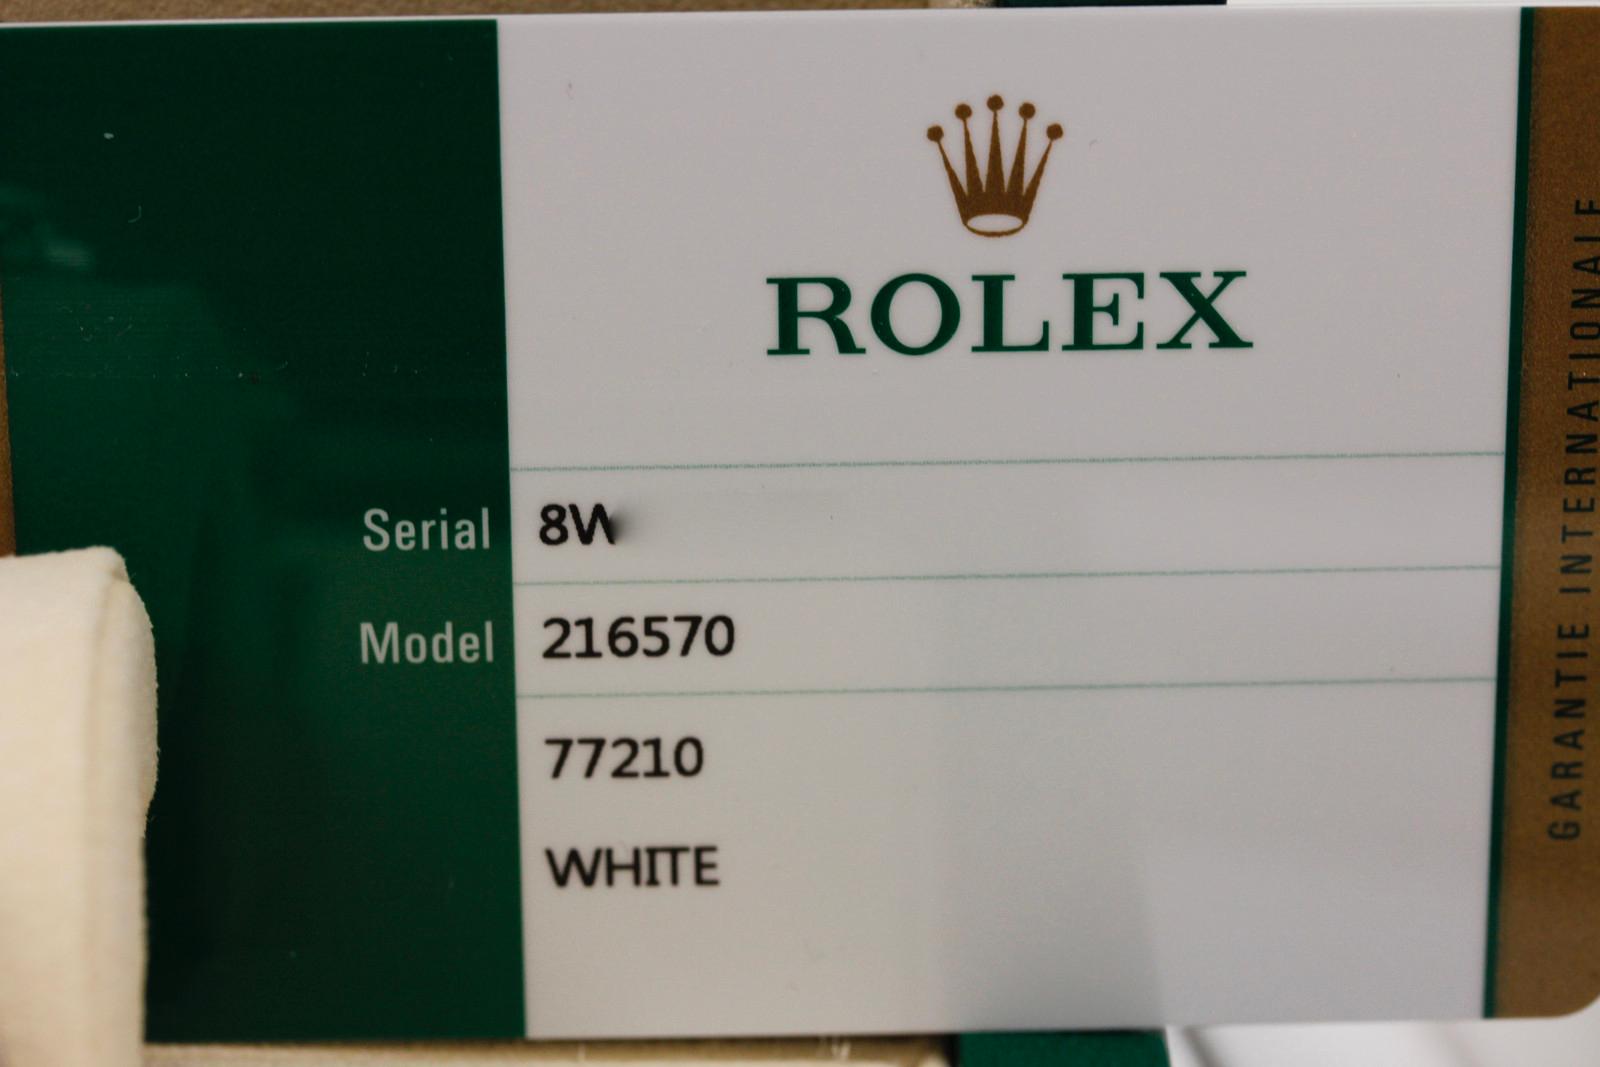 ROLEX
Serial 8W
Model 216570
77210
WHITE
GARANTIE INTERNATIONALE